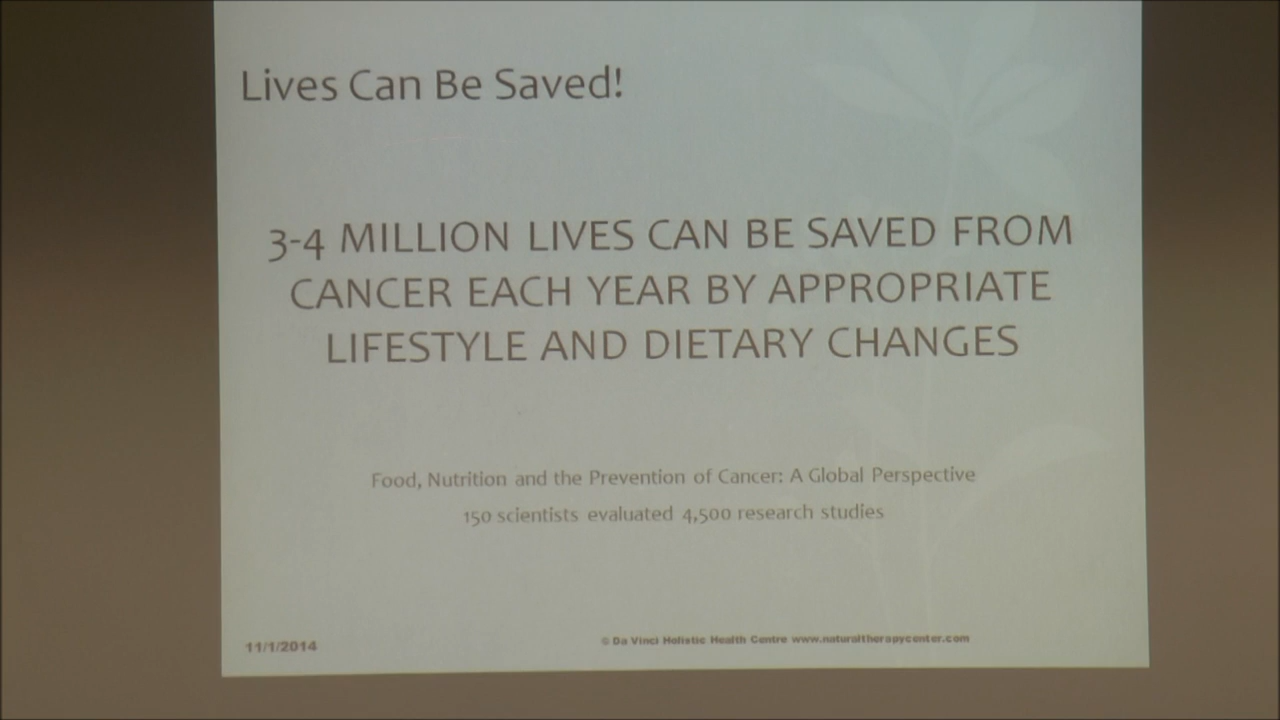 Lives Can Be Saved!
3-4 MILLION LIVES CAN BE SAVED FROM
CANCER EACH YEAR BY APPROPRIATE
LIFESTYLE AND DIETARY CHANGES
Food, Nutrition and the Prevention of Cancer: A Global Perspective
150 scientists evaluated 4,500 research studies
11/1/2014
© Da Vinci Holistic Health Centre www.naturaltherapycenter.com